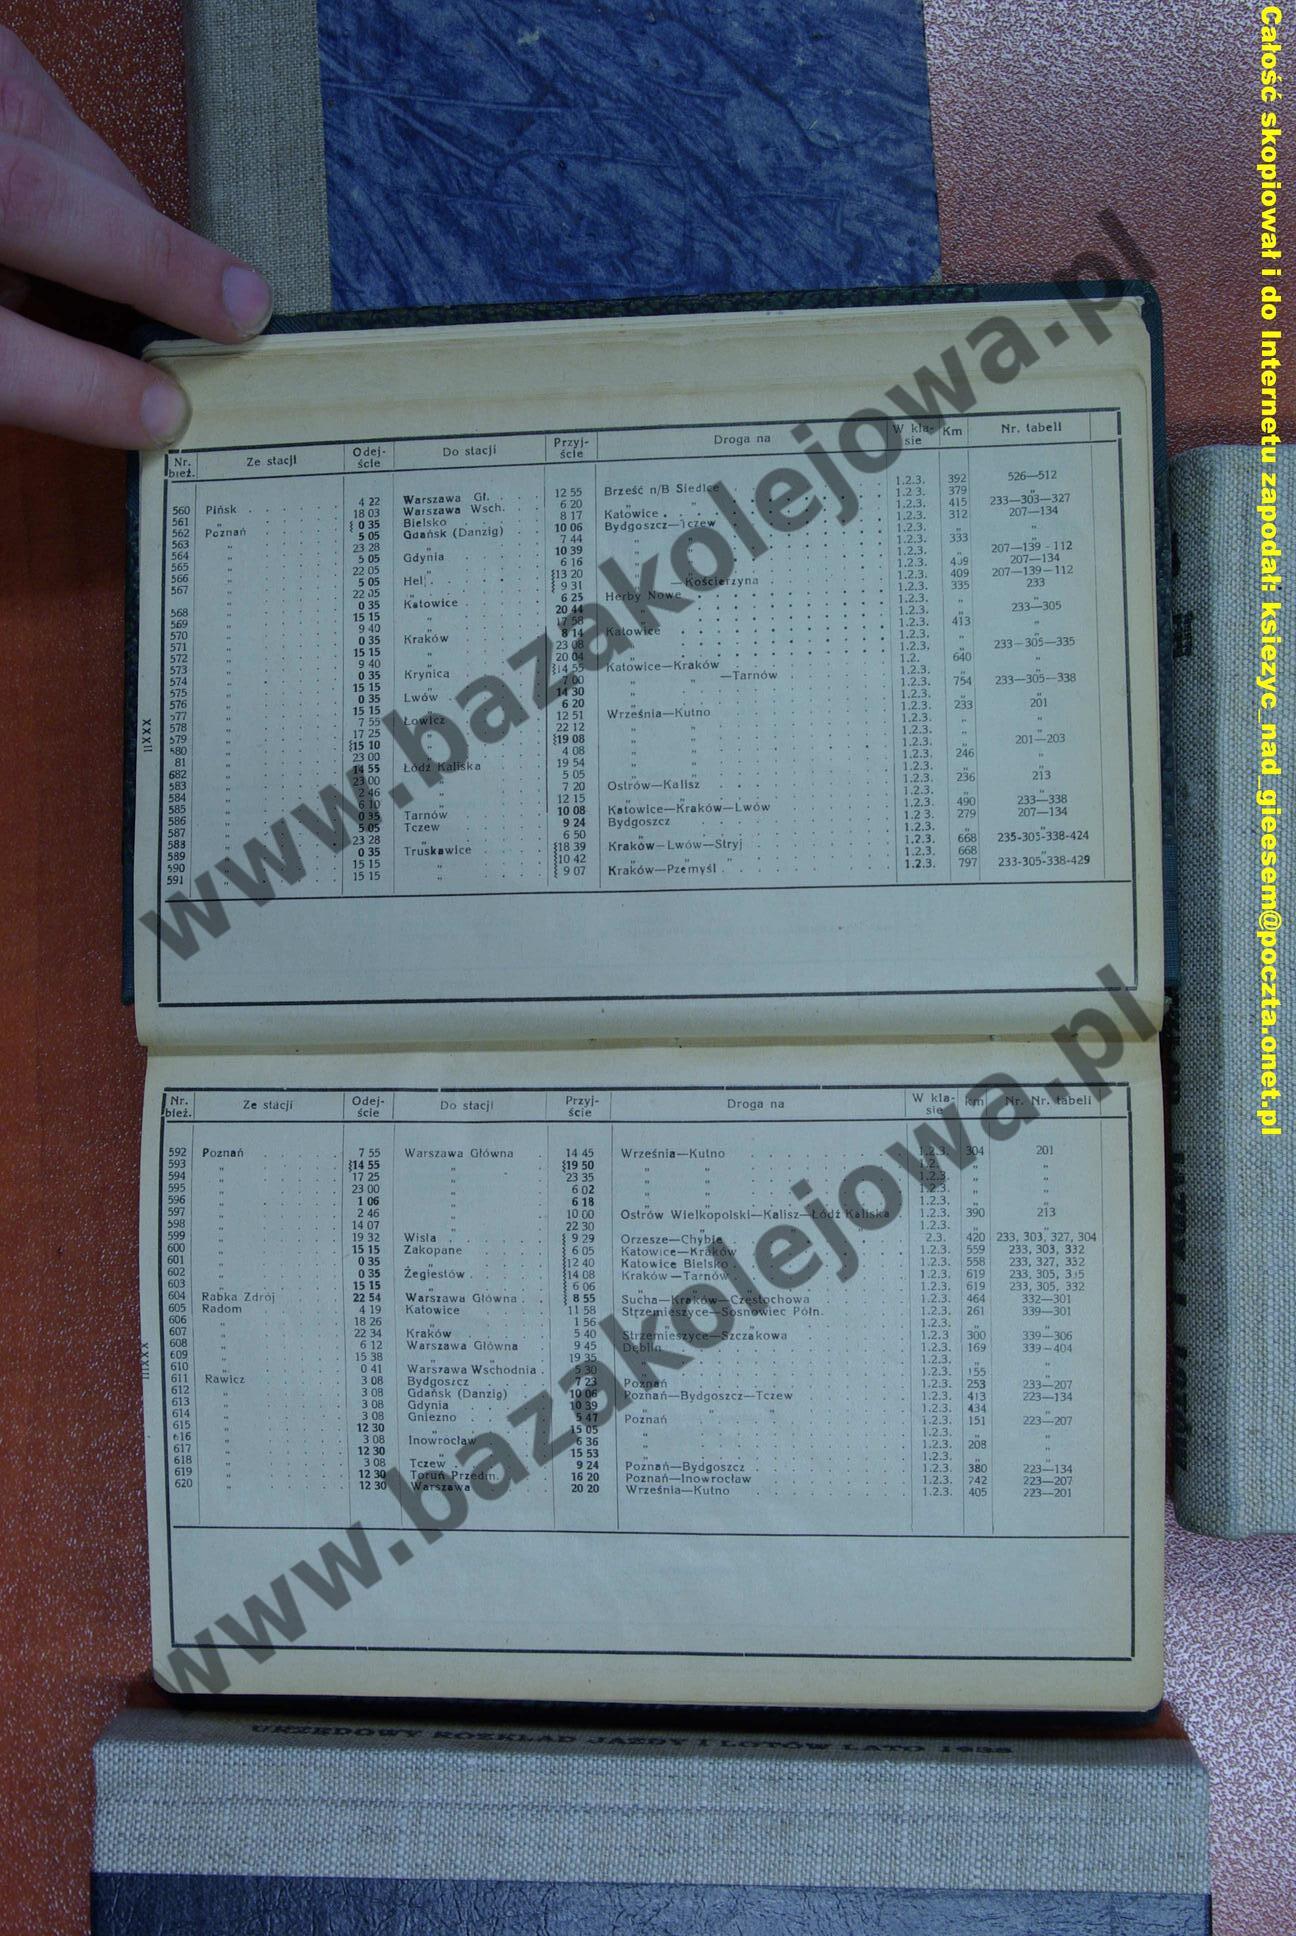 Całość skopiował i do Internetu zapodał: ksiezyc_nad_gieesem@poczta.onet.pl
www.bazakolejowa.pl
Nr. bież. Ze stacji Odejście Do stacji Przyjście Droga na W klasie Km Nr. tabeli
560 Pińsk 4 22 Warszawa Gł. 12 55 Brześć n/B Siedlce 1.2.3. 392 526—512
561 „ 18 03 Warszawa Wsch. 6 20 1.2 3. 379 „
562 Poznań 0 35 Bielsko 8 17 Katowice 1.2.3. 415 233—303—327
563 „ 5 05 Gdańsk (Danzig) 10 06 Bydgoszcz—Tczew 1.2.3. 312 207—134
564 „ 23 28 „ 7 44 „ „ 1.2.3. „ „
565 „ 5 05 Gdynia 10 39 „ „ 1.2.3. 333 „
566 „ 22 05 „ 6 16 1.2.3. „ 207—139-112
567 „ 5 05 Hel 13 20 1.2.3. 207—134
22 05 „ 9 31 —Kościerzyna 1.2.3. 409 207—139—112
568 „ 0 35 Katowice 6 25 Herby Nowe 1.2.3. 335 233
569 „ 15 15 20 44 „ 1.2.3. „ „
570 „ 9 40 17 58 1.2.3. „ 233—305
571 „ 0 35 Kraków 8 14 Katowice 1.2.3. 413
572 „ 15 15 „ 23 08 1.2.3. „ „
573 „ 9 40 „ 20 04 1.2.3. „ 233—305—335
574 „ 0 35 Krynica 14 55 Katowice—Kraków 1.2. 640 „
575 „ 15 15 „ 7 00 „ „ —Tarnów 1.2.3. „
576 „ 0 35 Lwów 14 30 1.2.3. 754 233—305—338
577 „ 15 15 „ 6 20 1.2.3. „ „
578 „ 7 55 Łowicz 12 51 Września—Kutno 1.2.3. 233 201
579 „ 17 25 22 12 „ „ 1.2.3. „ „
580 „ 15 10 19 08 „ „ 1.2.3. „ „
81 „ 23 00 4 08 „ „ 1.2.3. „ 201—203
682 „ 14 55 Łódź Kaliska 19 54 „ „ 1.2.3. 246
583 „ 23 00 5 05 1.2.3. „ „
584 „ 2 46 7 20 Ostrów—Kalisz 1.2.3. 236 213
585 „ 6 10 12 15 „ „ 1.2.3. „ „
586 „ 0 35 Tarnów 10 08 Katowice—Kraków—Lwów 1.2.3. 490 233—338
587 „ 5 05 Tczew 9 24 Bydgoszcz 1 2 3. 279 207—134
588 „ 23 28 „ 6 50 „ 1.2 3. „ „
589 „ 0 35 Truskawice 18 39 Kraków—Lwów—Stryj 1.2.3. 668 235-305-338-424
590 „ 15 15 10 42 „ „ „ 1.2.3. 668 „
591 „ 15 15 „ 9 07 Kraków—Pzemyśl 1.2.3. 797 233-305-338-429
XXXII
Nr. bież. Ze stacji Odejście Do stacji Przyjście Droga na W klasie km Nr. Nr. tabeli
592 Poznań 7 55 Warszawa Główna 14 45 Września—Kutno 1.2.3. 304 201
593 „ 14 55 „ 19 50 „ „ 1.2. „ „
594 „ 17 25 „ 23 35 „ „ 1.2.3. „ „
595 „ 23 00 „ 6 02 „ „ 1.2.3. „ „
596 „ 1 06 „ 6 18 „ „ 1.2.3. „ „
597 „ 2 46 „ 10 00 Ostrów Wielkopolski—Kalisz—Łódź Kaliska 1.2.3. 390 213
598 „ 14 07 „ 22 30 „ „ „ 1.2.3. „ „
599 „ 19 32 Wisła 9 29 Orzesze—Chybie 2.3. 420 233, 303, 327, 304
600 „ 15 15 Zakopane 6 05 Katowice—Kraków 1.2.3. 559 233, 303, 332
601 „ 0 35 „ 12 40 Katowice Bielsko 1.2.3. 558 233, 327, 332
602 „ 0 35 Żegiestów 14 08 Kraków—Tarnów 1.2.3. 619 233, 305, 335
603 „ 15 15 „ 6 06 „ „ 1.2.3. 619 233, 305, 332
604 Rabka Zdrój 22 54 Warszawa Główna 8 55 Sucha—Kraków—Częstochowa 1.2.3. 464 332—301
605 Radom 4 19 Katowice 11 58 Strzemieszyce—Sosnowiec Półn. 1.2.3. 261 339—301
606 „ 18 26 „ 1 56 „ „ „ 1.2.3. „ „
607 „ 22 34 Kraków 5 40 Strzemieszyce—Szczakowa 1.2.3 300 339—306
608 „ 6 12 Warszawa Główna 9 45 Dęblin 1.2.3. 169 339—404
609 „ 15 38 „ „ 19 35 1.2.3. „ „
610 „ 0 41 Warszawa Wschodnia 5 30 1.2.3. 155 „
611 Rawicz 3 08 Bydgoszcz 7 23 Poznań 1.2.3. 253 233—207
612 „ 3 08 Gdańsk (Danzig) 10 06 Poznań—Bydgoszcz—Tczew 1.2.3. 413 223—134
613 „ 3 08 Gdynia 10 39 „ „ „ 1.2.3. 434 „
614 „ 3 08 Gniezno 5 47 Poznań 1.2.3. 151 223—207
615 „ 12 30 „ 15 05 „ 1.2.3. „ „
616 „ 3 08 Inowrocław 6 36 „ 1.2.3. 208 „
617 „ 12 30 „ 15 53 „ 1.2.3. „ „
618 „ 3 08 Tczew 9 24 Poznań—Bydgoszcz 1.2.3. 380 223—134
619 „ 12 30 Toruń Przedm. 16 20 Poznań—Inowrocław 1.2.3. 242 223—207
620 „ 12 30 Warszawa 20 20 Września—Kutno 1.2.3. 405 223—201
XXXIII
www.bazakolejowa.pl
URZĘDOWY ROZKŁAD JAZDY I LOTÓW LATO 1938